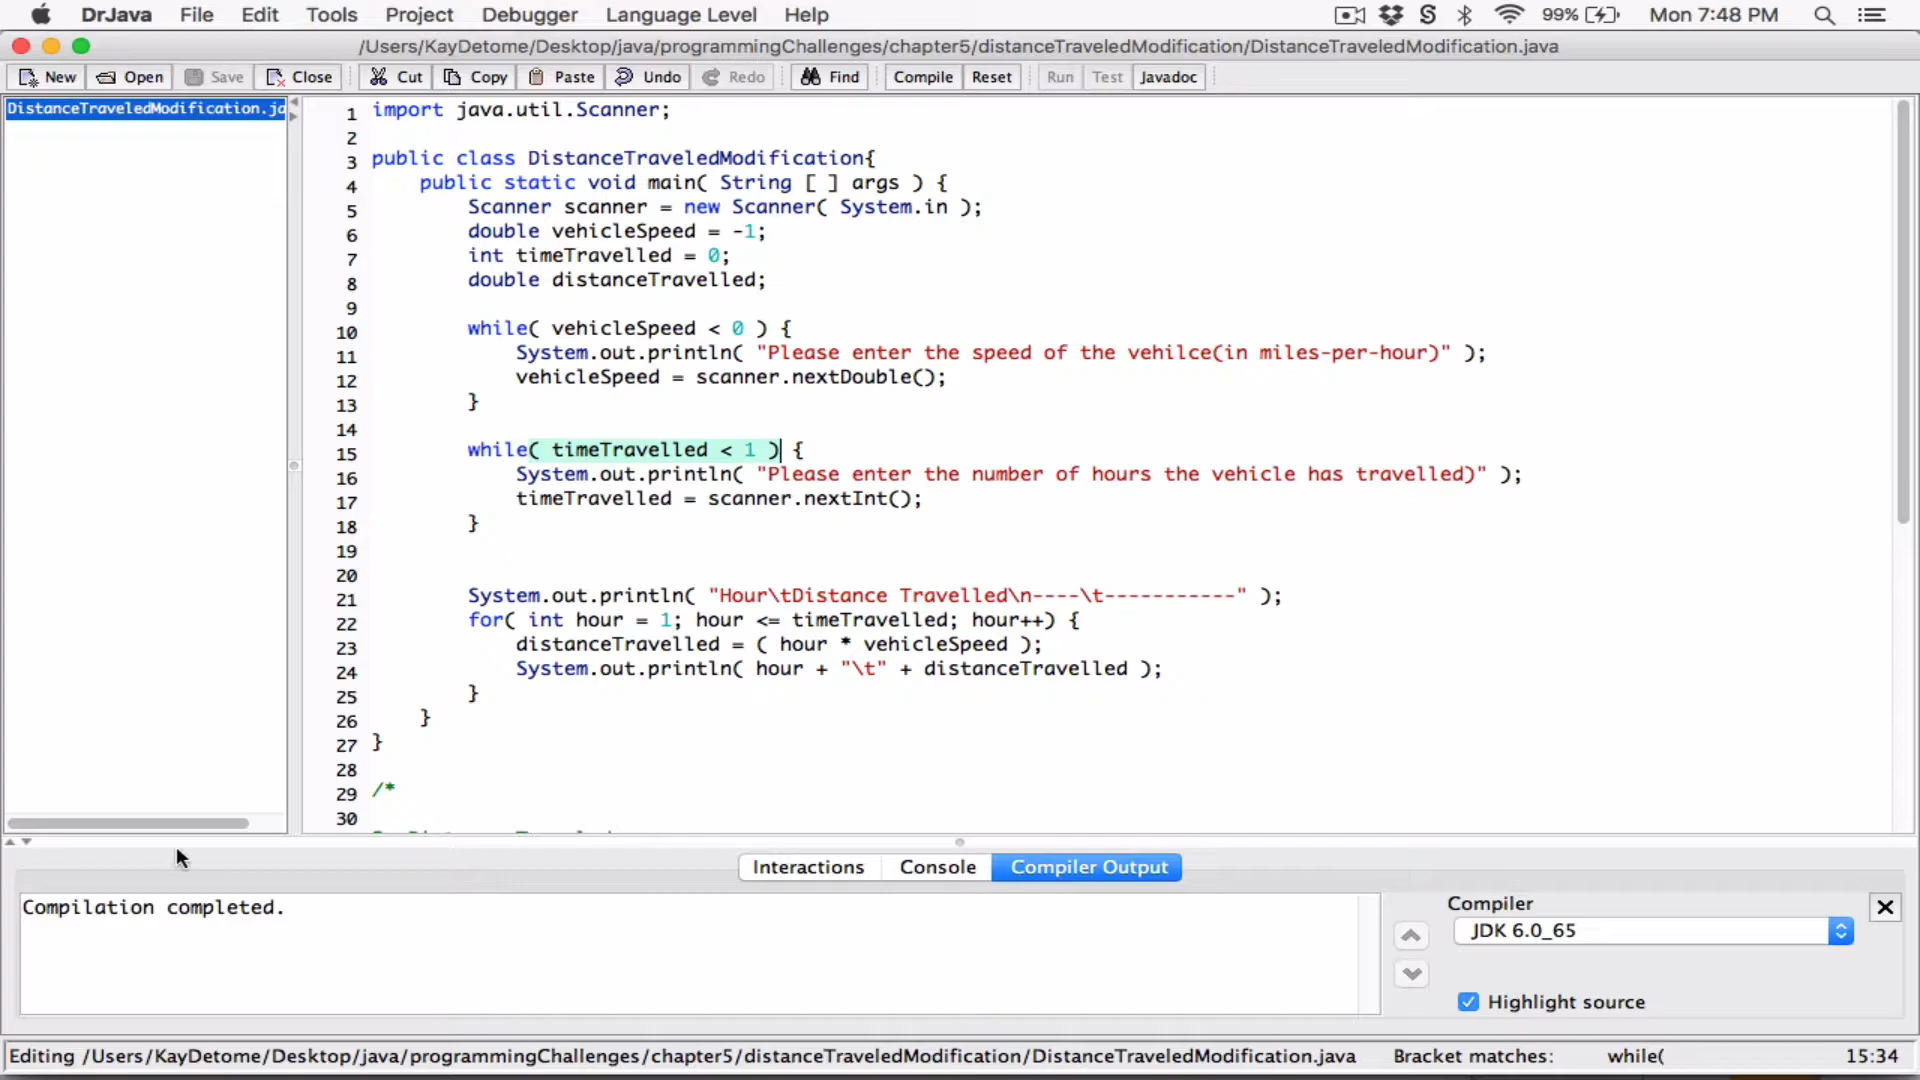 DrJava File Edit Tools Project Debugger Language Level Help S 99% Mon 7:48 PM
/Users/KayDetome/Desktop/java/programmingChallenges/chapter5/distanceTraveledModification/DistanceTraveledModification.java
New Open Save Close Cut Copy Paste Undo Redo Find Compile Reset Run Test Javadoc
DistanceTraveledModification.ja
1 import java.util.Scanner;
2
3 public class DistanceTraveledModification{
4 public static void main( String [ ] args ) {
5 Scanner scanner = new Scanner( System.in );
6 double vehicleSpeed = -1;
7 int timeTravelled = 0;
8 double distanceTravelled;
9
10 while( vehicleSpeed < 0 ) {
11 System.out.println( "Please enter the speed of the vehilce(in miles-per-hour)" );
12 vehicleSpeed = scanner.nextDouble();
13 }
14
15 while( timeTravelled < 1 ) {
16 System.out.println( "Please enter the number of hours the vehicle has travelled)" );
17 timeTravelled = scanner.nextInt();
18 }
19
20
21 System.out.println( "Hour\tDistance Travelled\n----\t-----------" );
22 for( int hour = 1; hour <= timeTravelled; hour++) {
23 distanceTravelled = ( hour * vehicleSpeed );
24 System.out.println( hour + "\t" + distanceTravelled );
25 }
26 }
27 }
28
29 /*
30
Interactions Console Compiler Output
Compilation completed.
Compiler
JDK 6.0_65
Highlight source
Editing /Users/KayDetome/Desktop/java/programmingChallenges/chapter5/distanceTraveledModification/DistanceTraveledModification.java Bracket matches: while( 15:34